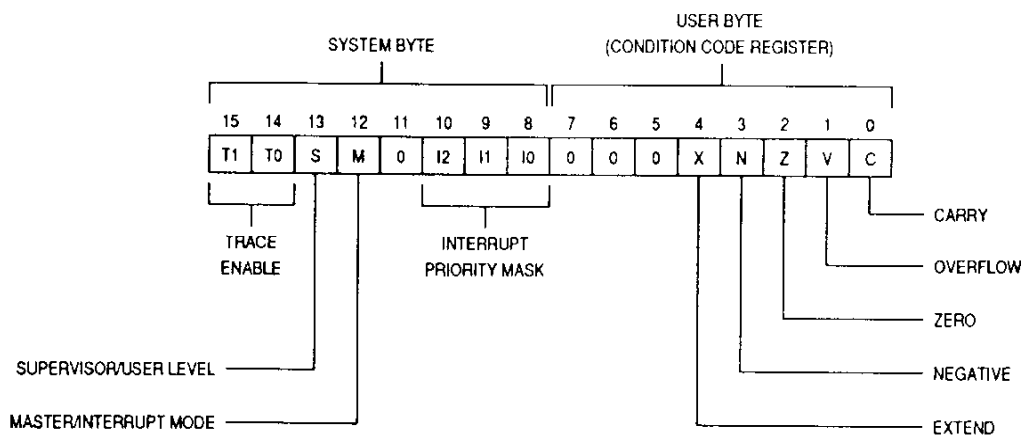 USER BYTE
SYSTEM BYTE
(CONDITION CODE REGISTER)
15 14 13 12 11 10 9 8 7 6 5 4 3 2 1 0
T1 T0 S M 0 I2 I1 I0 0 0 0 X N Z V C
TRACE
ENABLE
INTERRUPT
PRIORITY MASK
CARRY
OVERFLOW
ZERO
SUPERVISOR/USER LEVEL
NEGATIVE
MASTER/INTERRUPT MODE
EXTEND